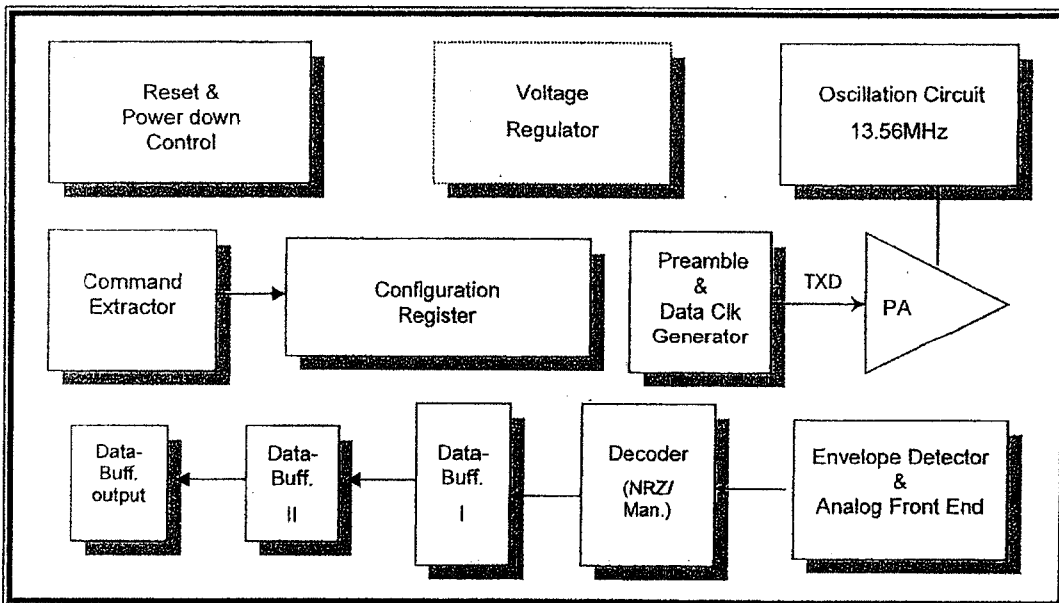 Reset &
Power down
Control
Voltage
Regulator
Oscillation Circuit
13.56MHz
Command
Extractor
Configuration
Register
Preamble
&
Data Clk
Generator
TXD
PA
Data-
Buff.
output
Data-
Buff.
II
Data-
Buff.
I
Decoder
(NRZ/
Man.)
Envelope Detector
&
Analog Front End